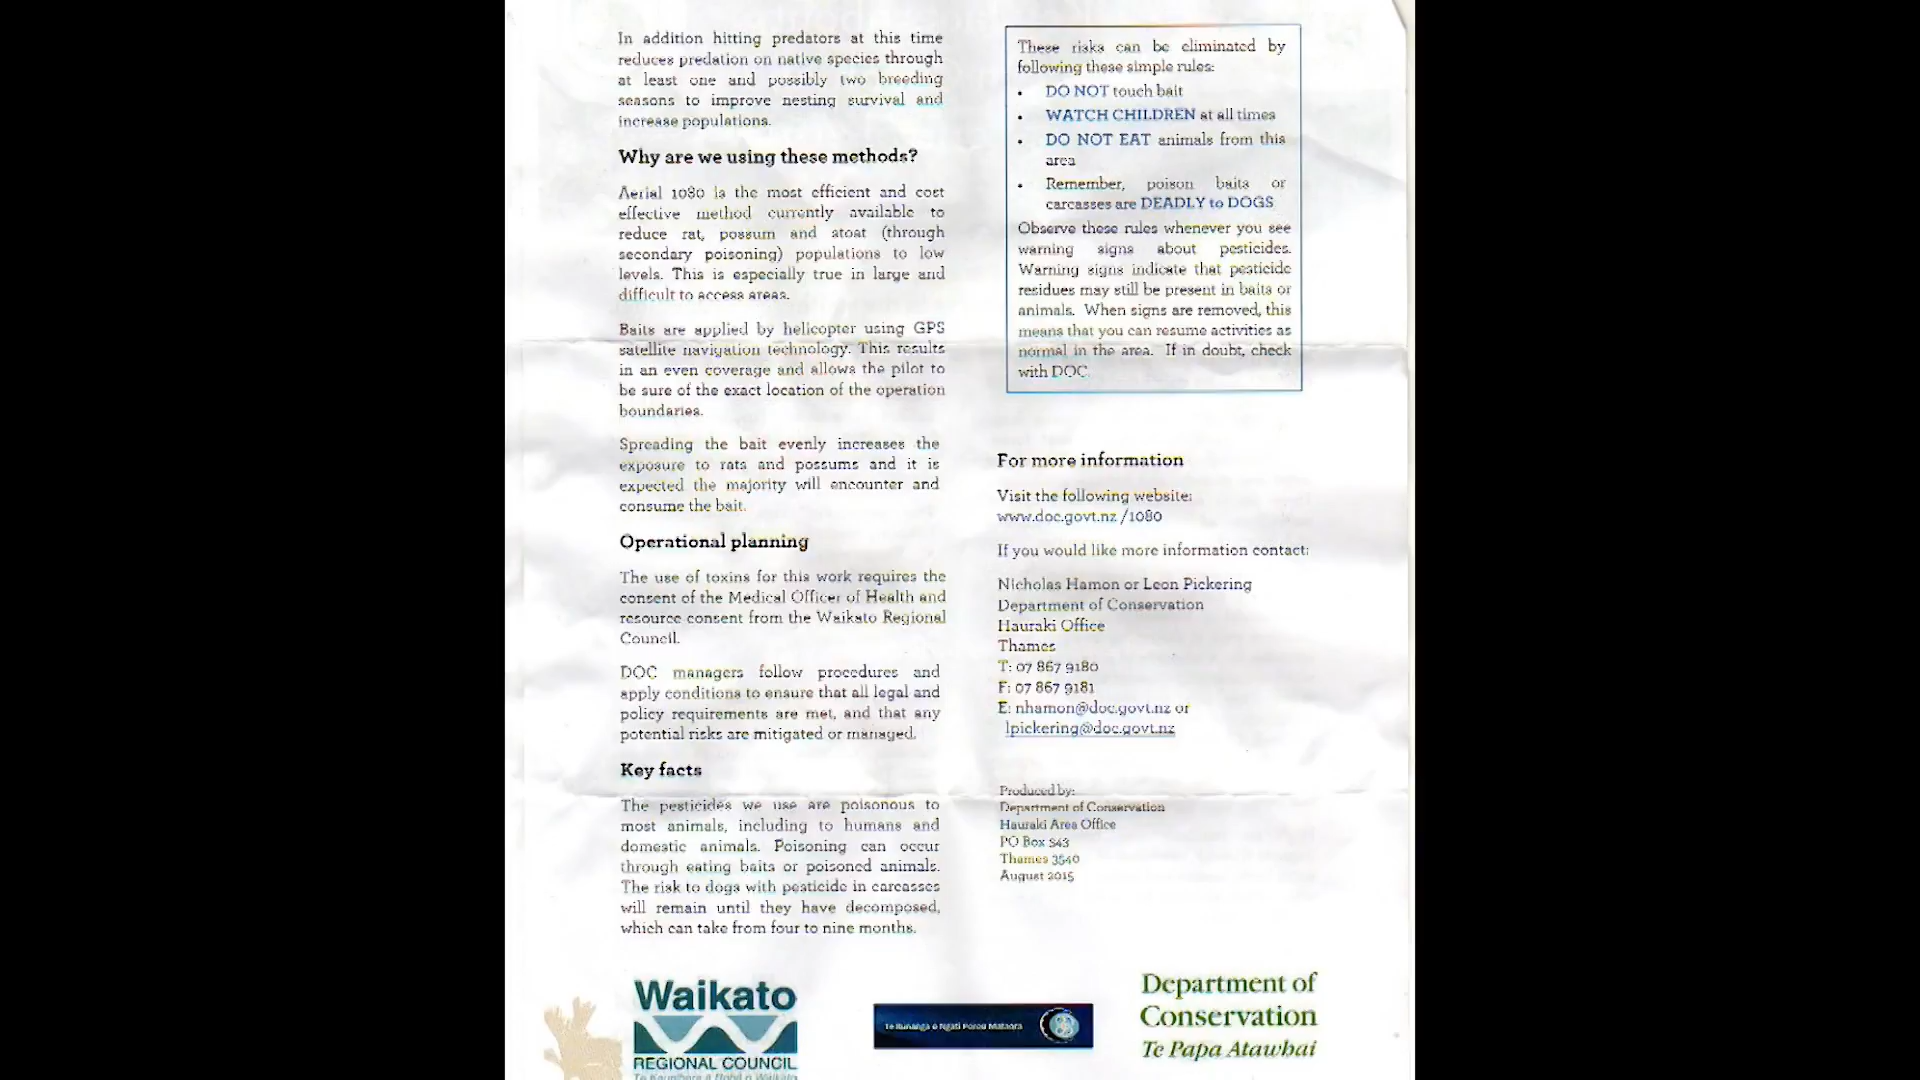 In addition hitting predators at this time
reduces predation on native species through
at least one and possibly two breeding
seasons to improve nesting survival and
increase populations.
Why are we using these methods?
Aerial 1080 is the most efficient and cost
effective method currently available to
reduce rat, possum and stoat (through
secondary poisoning) populations to low
levels. This is especially true in large and
difficult to access areas.
Baits are applied by helicopter using GPS
satellite navigation technology. This results
in an even coverage and allows the pilot to
be sure of the exact location of the operation
boundaries.
Spreading the bait evenly increases the
exposure to rats and possums and it is
expected the majority will encounter and
consume the bait.
Operational planning
The use of toxins for this work requires the
consent of the Medical Officer of Health and
resource consent from the Waikato Regional
Council.
DOC managers follow procedures and
apply conditions to ensure that all legal and
policy requirements are met, and that any
potential risks are mitigated or managed.
Key facts
The pesticides we use are poisonous to
most animals, including to humans and
domestic animals. Poisoning can occur
through eating baits or poisoned animals.
The risk to dogs with pesticide in carcasses
will remain until they have decomposed,
which can take from four to nine months.
These risks can be eliminated by
following these simple rules:
• DO NOT touch bait
• WATCH CHILDREN at all times
• DO NOT EAT animals from this
area
• Remember, poison baits or
carcasses are DEADLY to DOGS
Observe these rules whenever you see
warning signs about pesticides.
Warning signs indicate that pesticide
residues may still be present in baits or
animals. When signs are removed, this
means that you can resume activities as
normal in the area. If in doubt, check
with DOC.
For more information
Visit the following website:
www.doc.govt.nz /1080
If you would like more information contact:
Nicholas Hamon or Leon Pickering
Department of Conservation
Hauraki Office
Thames
T: 07 867 9180
F: 07 867 9181
E: nhamon@doc.govt.nz or
lpickering@doc.govt.nz
Produced by:
Department of Conservation
Hauraki Area Office
PO Box 343
Thames 3540
August 2015
Waikato
REGIONAL COUNCIL
Te Kaunihera ā Rohe o Waikato
Te Runanga o Ngati Porou Mataora
Department of
Conservation
Te Papa Atawhai